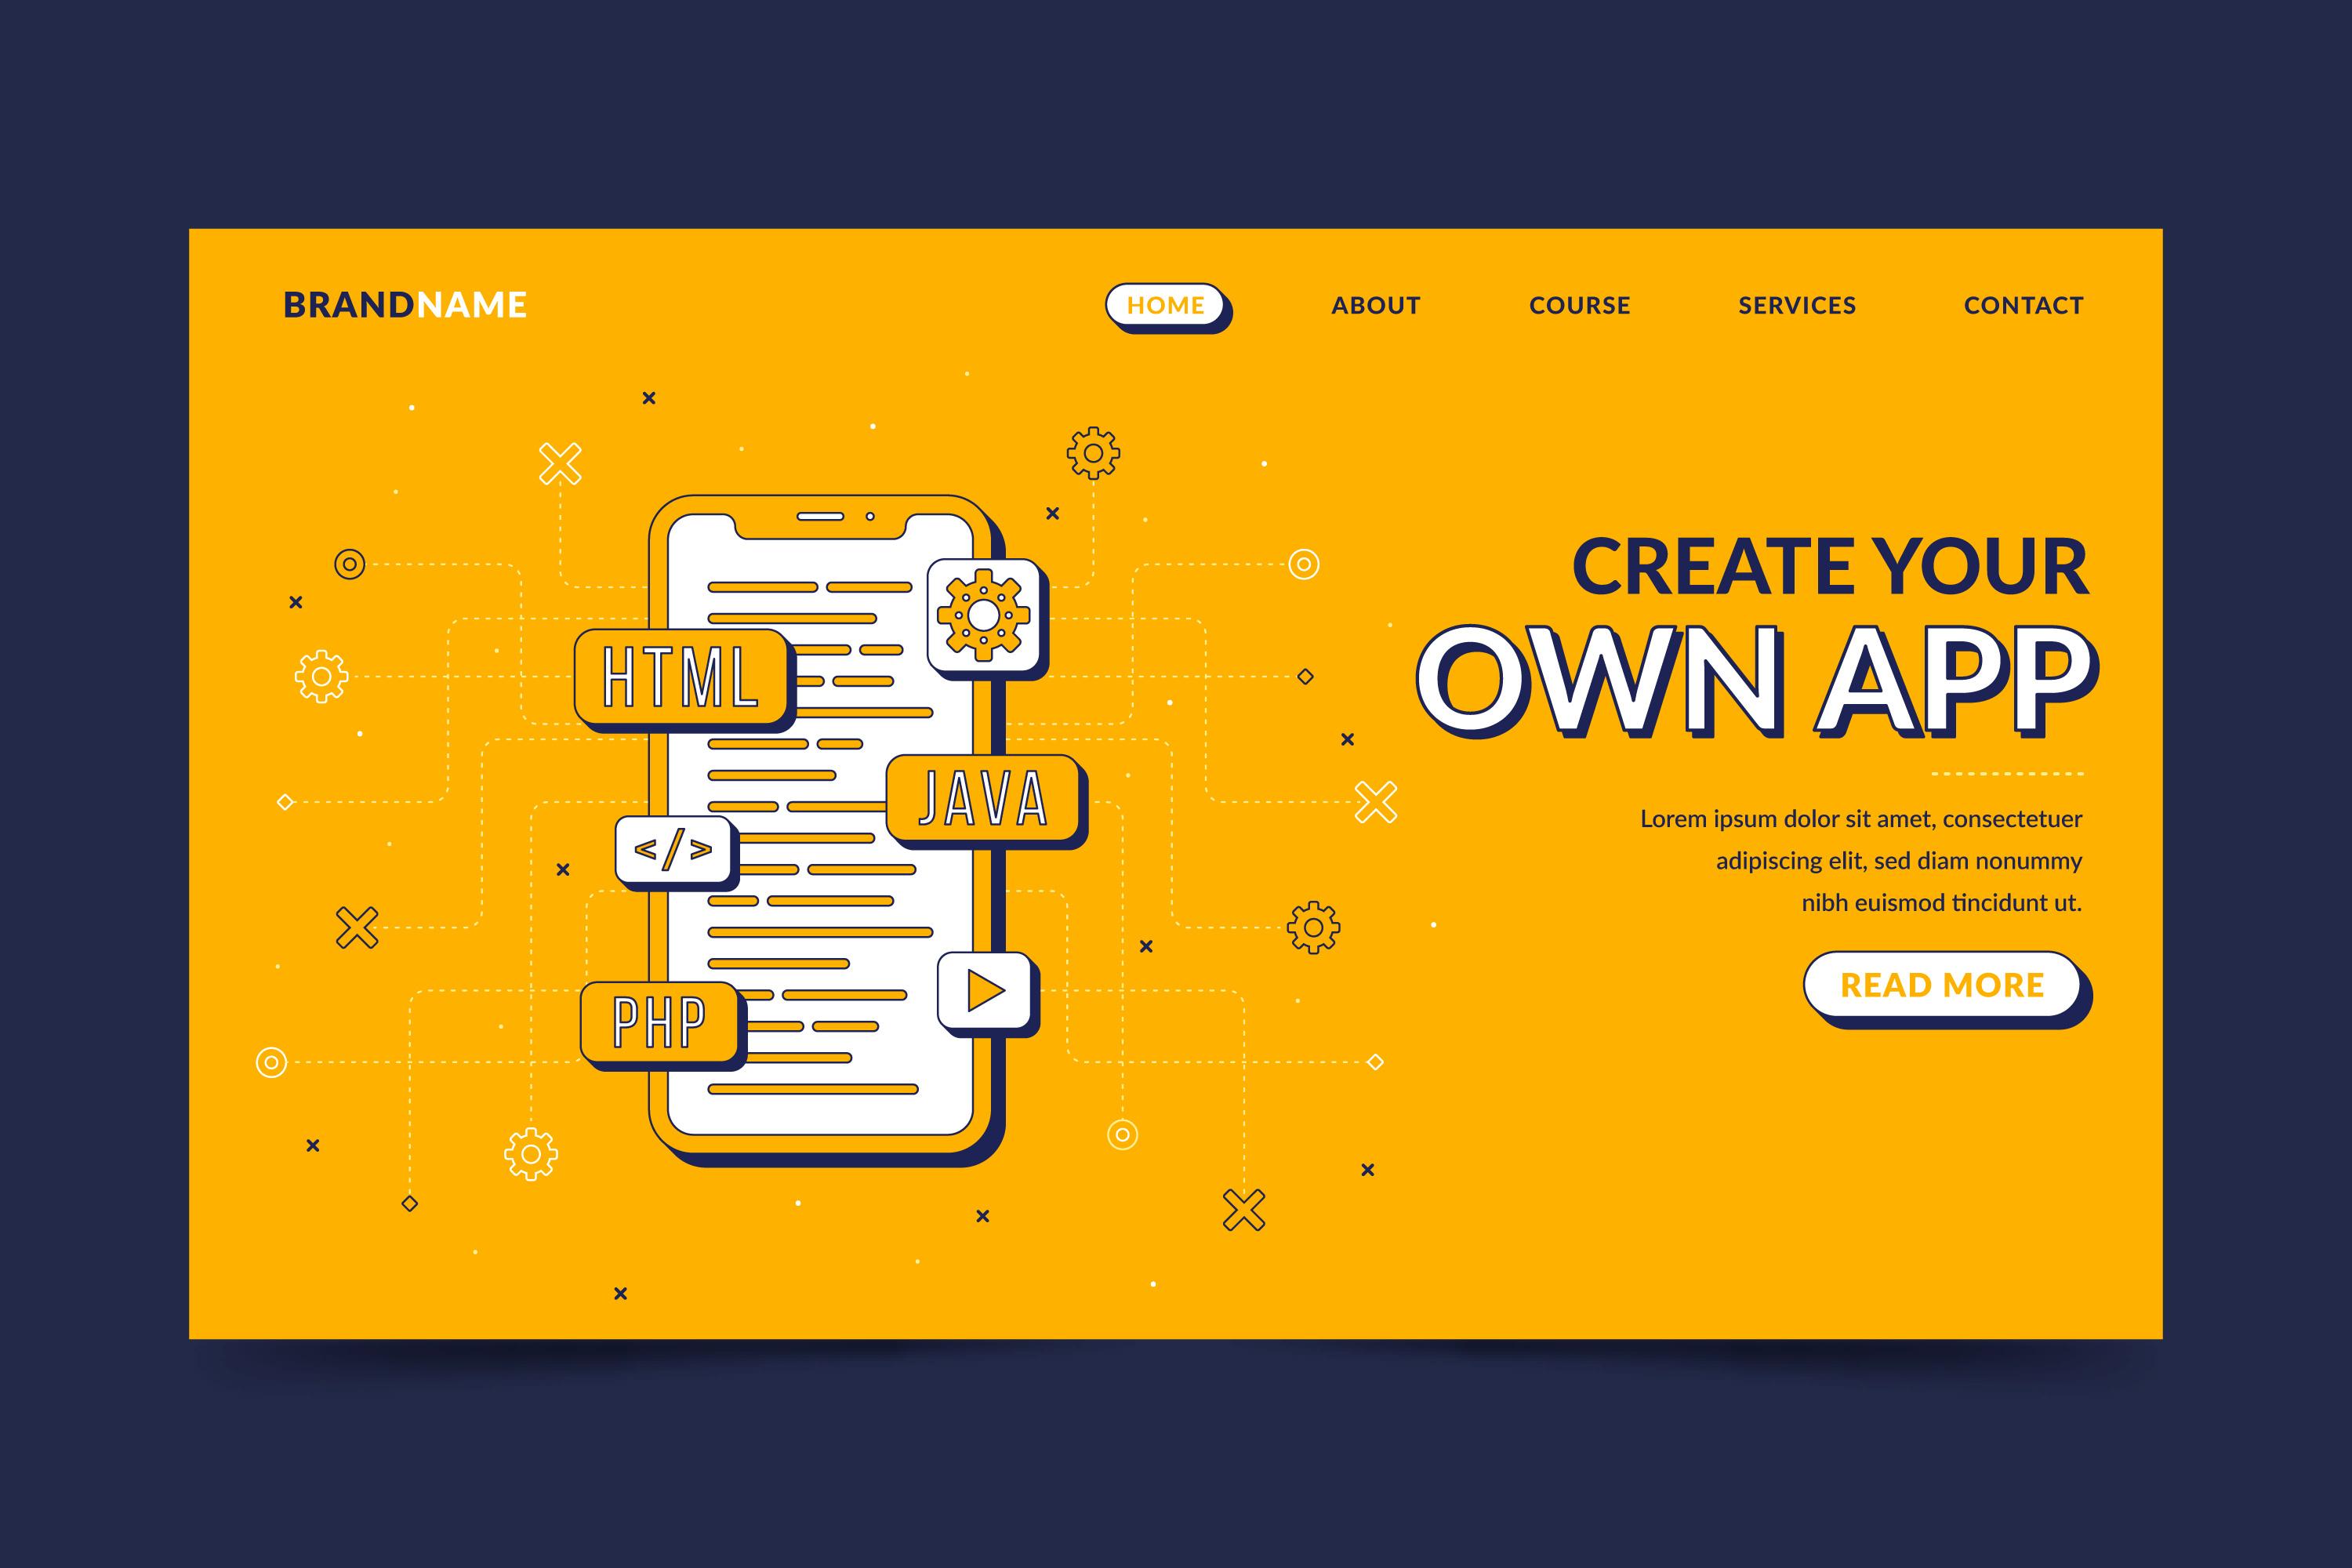 BRANDNAME
HOME ABOUT COURSE SERVICES CONTACT
HTML
JAVA
</>
PHP
CREATE YOUR
OWN APP
Lorem ipsum dolor sit amet, consectetuer
adipiscing elit, sed diam nonummy
nibh euismod tincidunt ut.
READ MORE